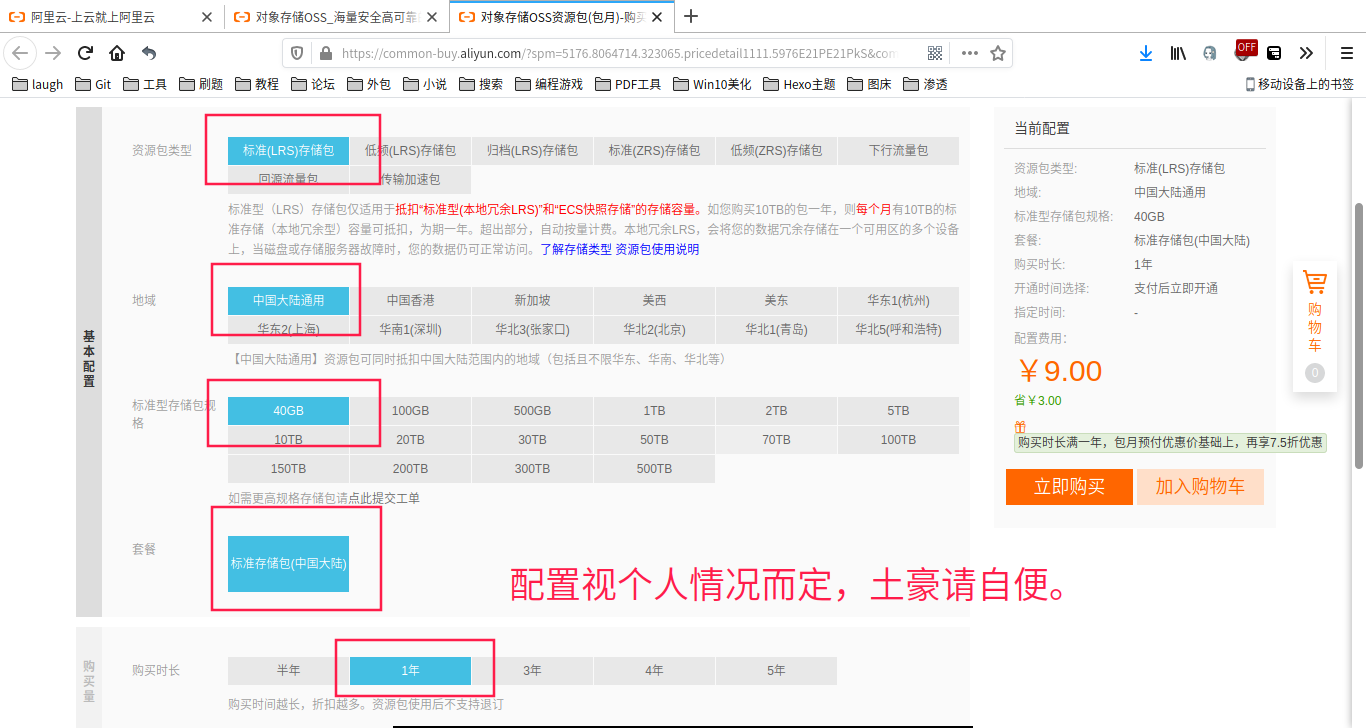 阿里云-上云就上阿里云
对象存储OSS_海量安全高可靠
对象存储OSS资源包(包月)-购买
https://common-buy.aliyun.com/?spm=5176.8064714.323065.pricedetail1111.5976E21PE21PkS&com
OFF
laugh Git 工具 刷题 教程 论坛 外包 小说 搜索 编程游戏 PDF工具 Win10美化 Hexo主题 图床 渗透 移动设备上的书签
基本配置
资源包类型
标准(LRS)存储包 低频(LRS)存储包 归档(LRS)存储包 标准(ZRS)存储包 低频(ZRS)存储包 下行流量包
回源流量包 传输加速包
标准型（LRS）存储包仅适用于抵扣“标准型(本地冗余LRS)”和“ECS快照存储”的存储容量。如您购买10TB的包一年，则每个月有10TB的标
准存储（本地冗余型）容量可抵扣，为期一年。超出部分，自动按量计费。本地冗余LRS，会将您的数据冗余存储在一个可用区的多个设备
上，当磁盘或存储服务器故障时，您的数据仍可正常访问。了解存储类型 资源包使用说明
地域
中国大陆通用 中国香港 新加坡 美西 美东 华东1(杭州)
华东2(上海) 华南1(深圳) 华北3(张家口) 华北2(北京) 华北1(青岛) 华北5(呼和浩特)
【中国大陆通用】资源包可同时抵扣中国大陆范围内的地域（包括且不限华东、华南、华北等）
标准型存储包规
格
40GB 100GB 500GB 1TB 2TB 5TB
10TB 20TB 30TB 50TB 70TB 100TB
150TB 200TB 300TB 500TB
如需更高规格存储包请点此提交工单
套餐
标准存储包(中国大陆)
配置视个人情况而定，土豪请自便。
购买量
购买时长
半年 1年 3年 4年 5年
购买时间越长，折扣越多。资源包使用后不支持退订
当前配置
资源包类型: 标准(LRS)存储包
地域: 中国大陆通用
标准型存储包规格: 40GB
套餐: 标准存储包(中国大陆)
购买时长: 1年
开通时间选择: 支付后立即开通
指定时间: -
配置费用:
￥9.00
省￥3.00
购买时长满一年，包月预付优惠价基础上，再享7.5折优惠
立即购买 加入购物车
购物车
0